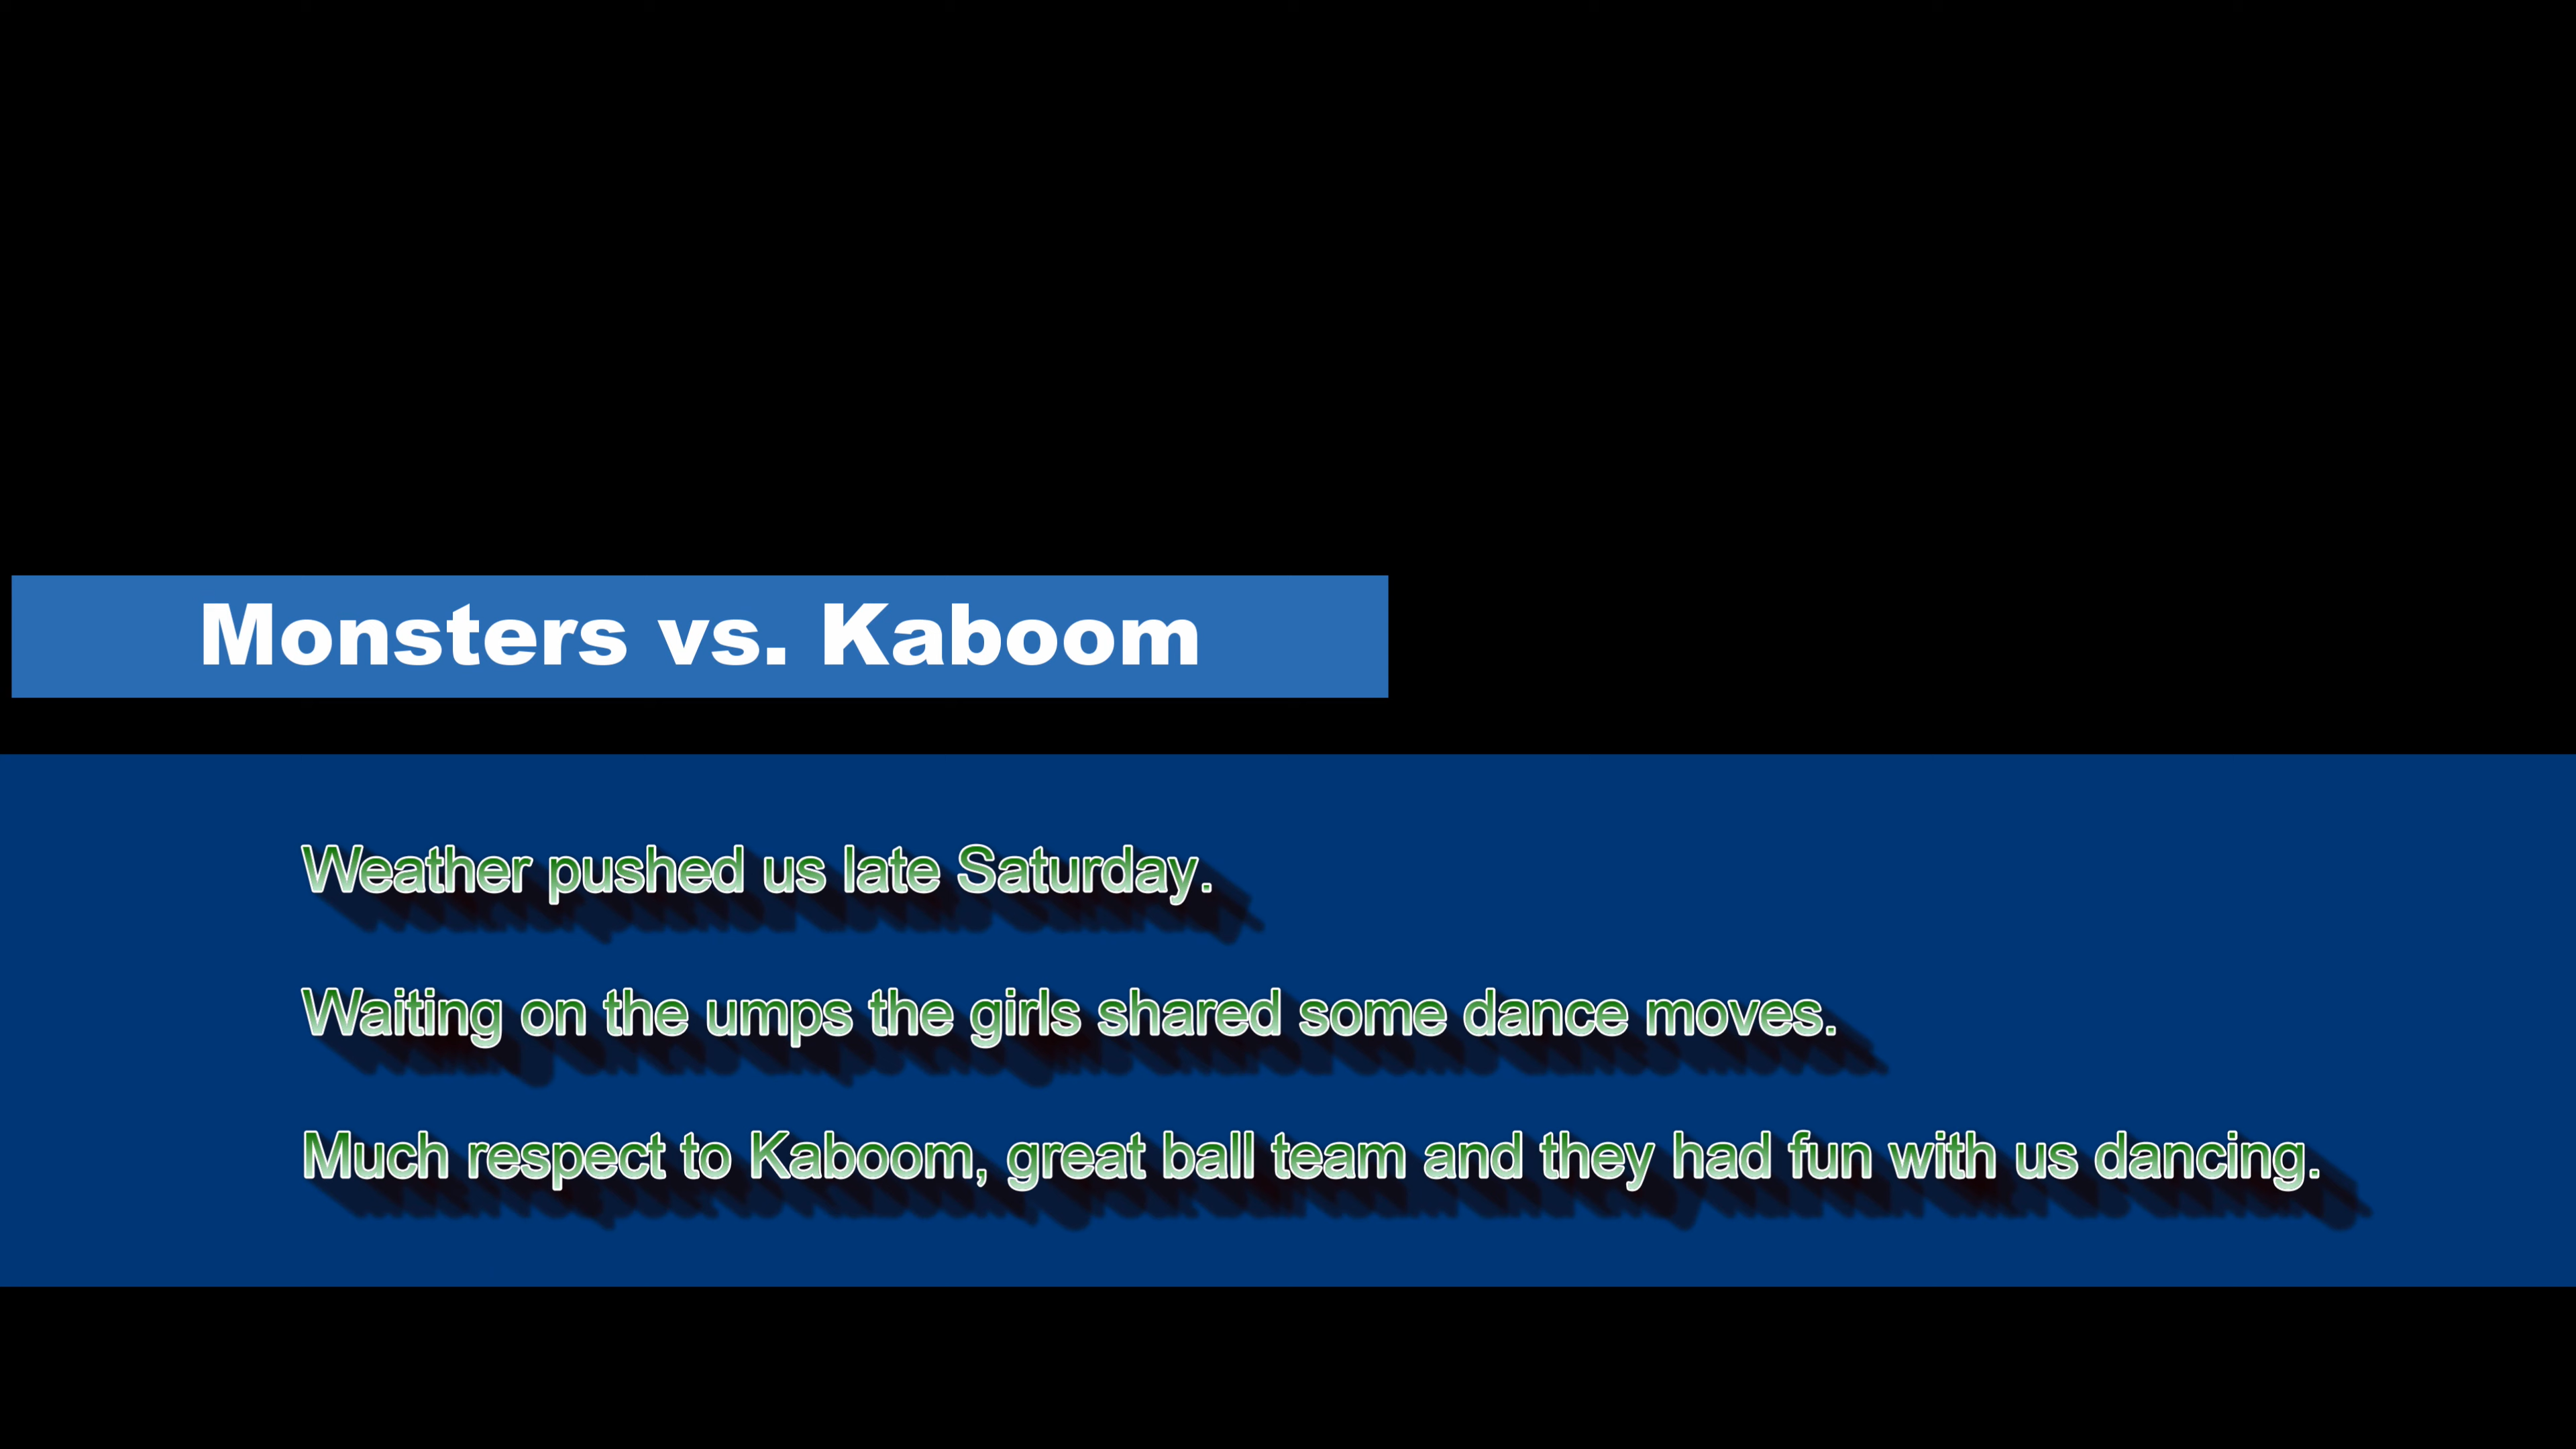 Monsters vs. Kaboom
Weather pushed us late Saturday.
Waiting on the umps the girls shared some dance moves.
Much respect to Kaboom, great ball team and they had fun with us dancing.